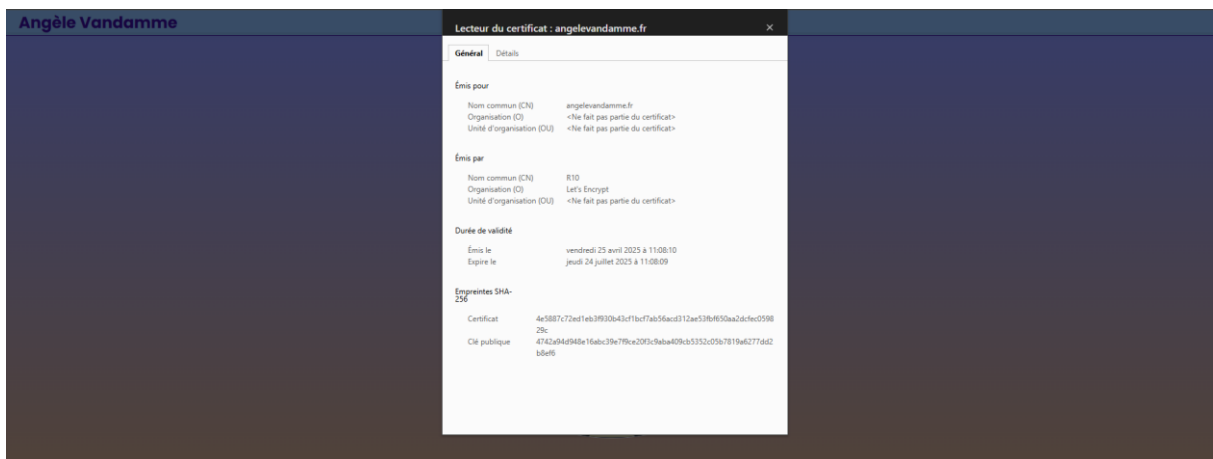 Angèle Vandamme
Lecteur du certificat : angelevandamme.fr ×
Général Détails
Émis pour
Nom commun (CN) angelevandamme.fr
Organisation (O) <Ne fait pas partie du certificat>
Unité d'organisation (OU) <Ne fait pas partie du certificat>
Émis par
Nom commun (CN) R10
Organisation (O) Let's Encrypt
Unité d'organisation (OU) <Ne fait pas partie du certificat>
Durée de validité
Émis le vendredi 25 avril 2025 à 11:08:10
Expire le jeudi 24 juillet 2025 à 11:08:09
Empreintes SHA-
256
Certificat 4e5887c72ed1eb3f930b43cf1bcf7ab56acd312ae53fbf650aa2dcfec0598
29c
Clé publique 4742a94d948e16abc39e7f9ce20f3c9aba409cb5352c05b7819a6277dd2
b8ef6